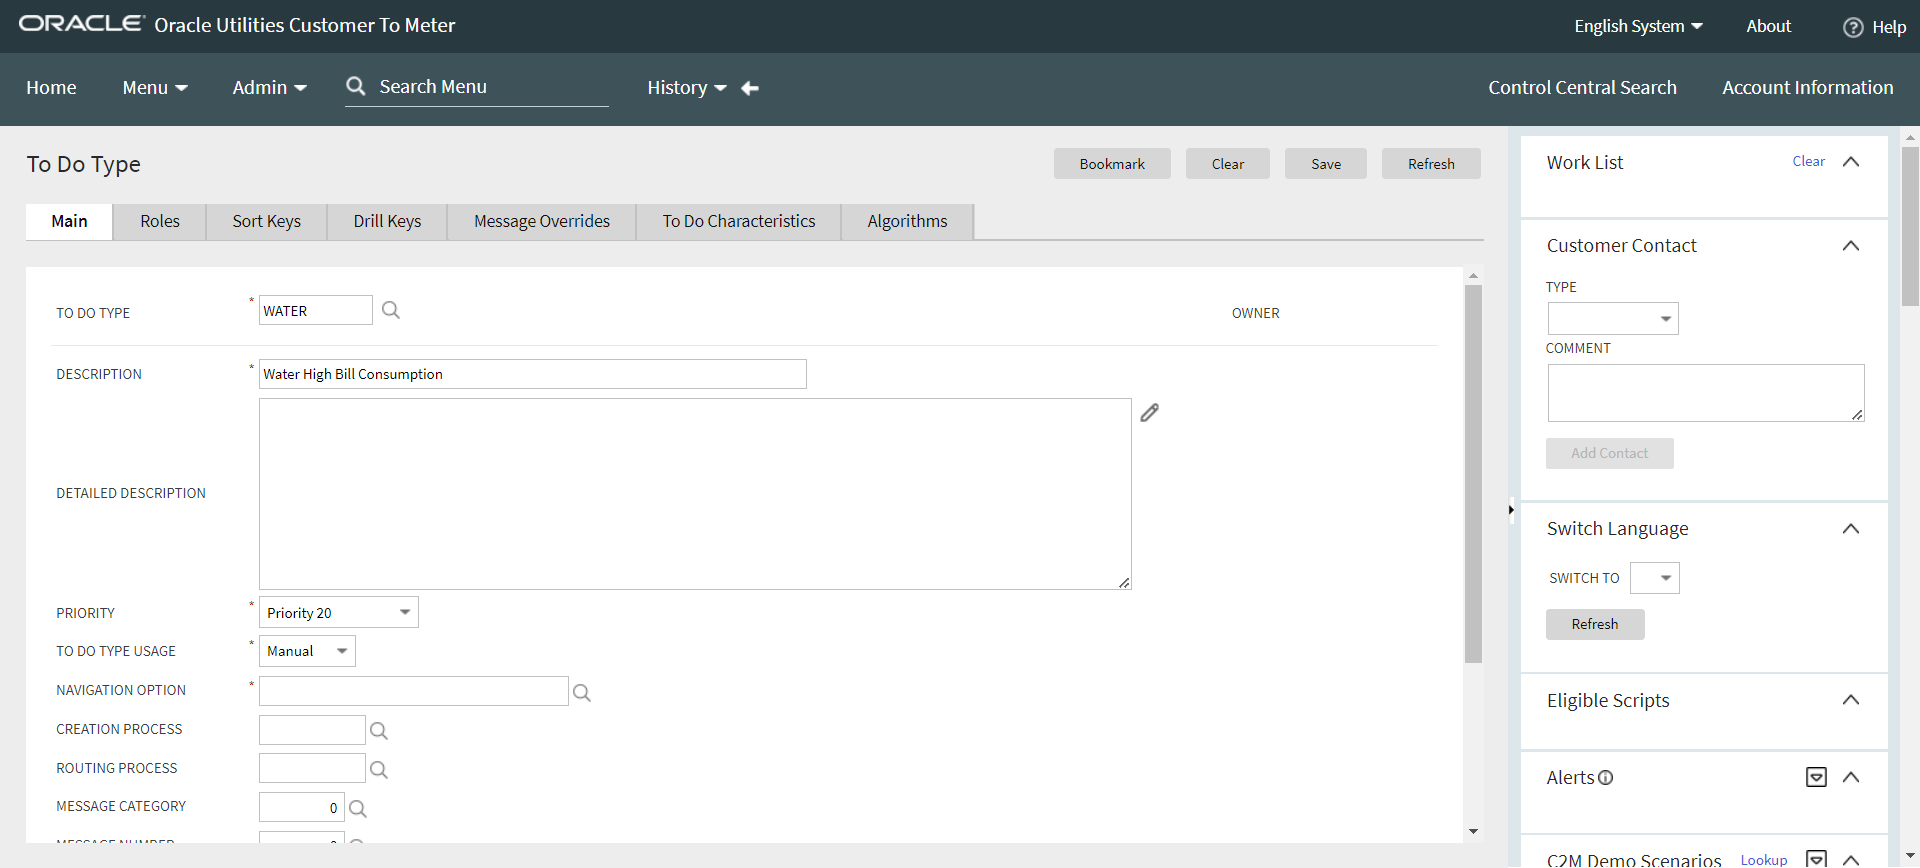 ORACLE Oracle Utilities Customer To Meter
English System About Help
Home Menu Admin Search Menu History
Control Central Search Account Information
To Do Type
Bookmark Clear Save Refresh
Main Roles Sort Keys Drill Keys Message Overrides To Do Characteristics Algorithms
TO DO TYPE * WATER OWNER
DESCRIPTION * Water High Bill Consumption
DETAILED DESCRIPTION
PRIORITY * Priority 20
TO DO TYPE USAGE * Manual
NAVIGATION OPTION *
CREATION PROCESS
ROUTING PROCESS
MESSAGE CATEGORY 0
MESSAGE NUMBER
Work List Clear
Customer Contact
TYPE
COMMENT
Add Contact
Switch Language
SWITCH TO
Refresh
Eligible Scripts
Alerts
C2M Demo Scenarios Lookup